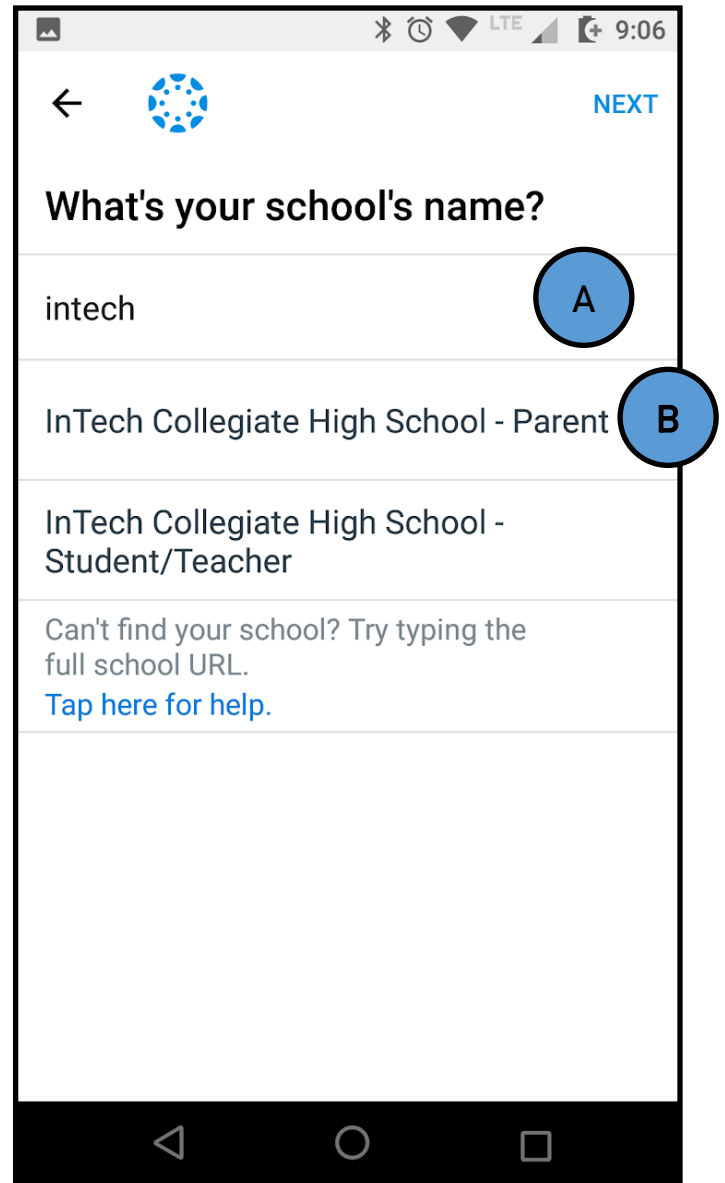 LTE 9:06
NEXT
What's your school's name?
intech
A
InTech Collegiate High School - Parent
B
InTech Collegiate High School -
Student/Teacher
Can't find your school? Try typing the
full school URL.
Tap here for help.